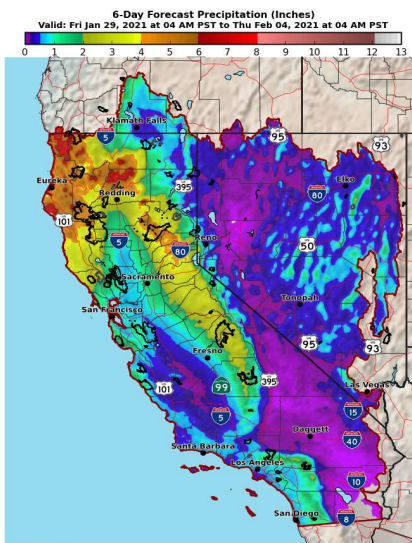 6-Day Forecast Precipitation (Inches)
Valid: Fri Jan 29, 2021 at 04 AM PST to Thu Feb 04, 2021 at 04 AM PST
0 1 2 3 4 5 6 7 8 9 10 11 12 13
Klamath Falls
5
95
93
Eureka
395
Elko
Redding
80
101
Reno
5
50
80
Sacramento
Tonopah
San Francisco
95
93
Fresno
101
99
395
Las Vegas
5
15
Daggett
40
Santa Barbara
Los Angeles
10
San Diego
8